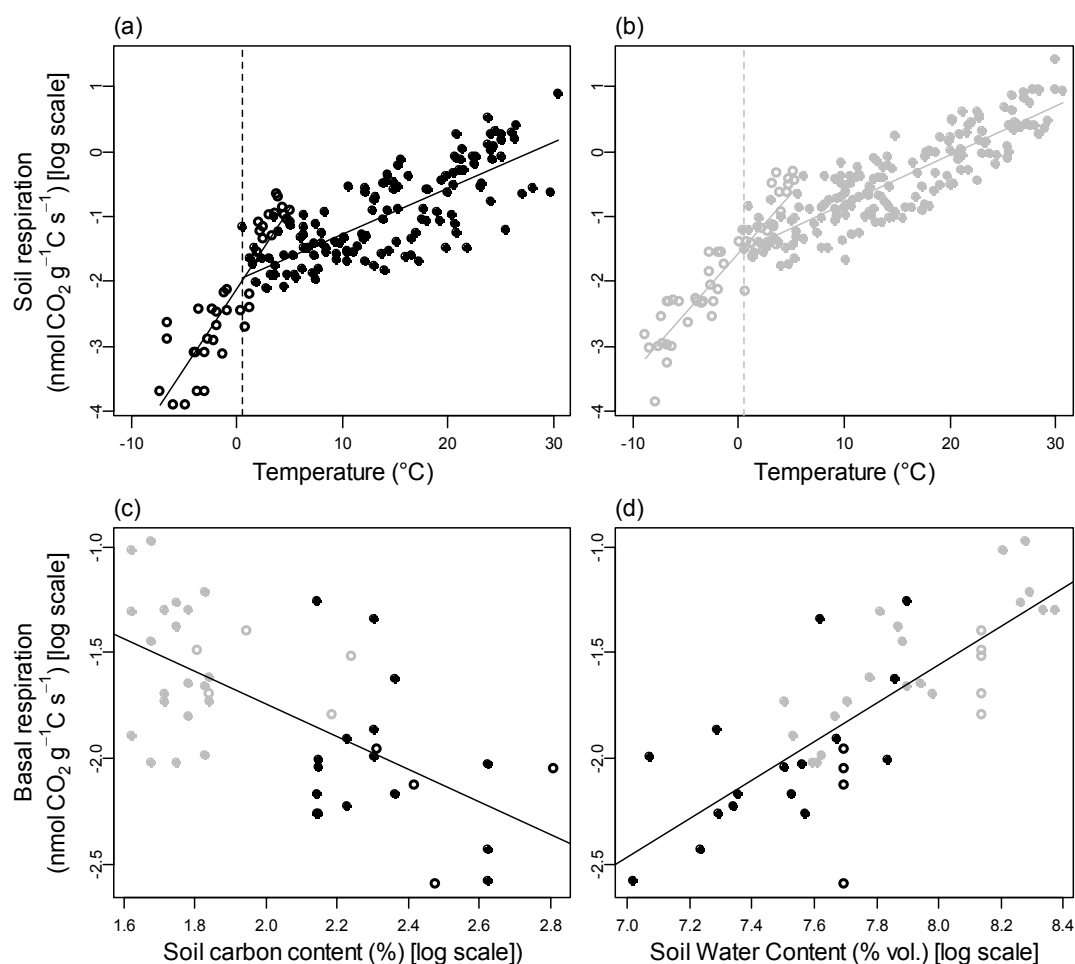 (a)
(b)
Soil respiration
(nmol CO₂ g⁻¹C s⁻¹) [log scale]
1
0
-1
-2
-3
-4
1
0
-1
-2
-3
-4
-10 0 10 20 30
-10 0 10 20 30
Temperature (°C)
Temperature (°C)
(c)
(d)
Basal respiration
(nmol CO₂ g⁻¹C s⁻¹) [log scale]
-1.0
-1.5
-2.0
-2.5
-1.0
-1.5
-2.0
-2.5
1.6 1.8 2.0 2.2 2.4 2.6 2.8
7.0 7.2 7.4 7.6 7.8 8.0 8.2 8.4
Soil carbon content (%) [log scale])
Soil Water Content (% vol.) [log scale]